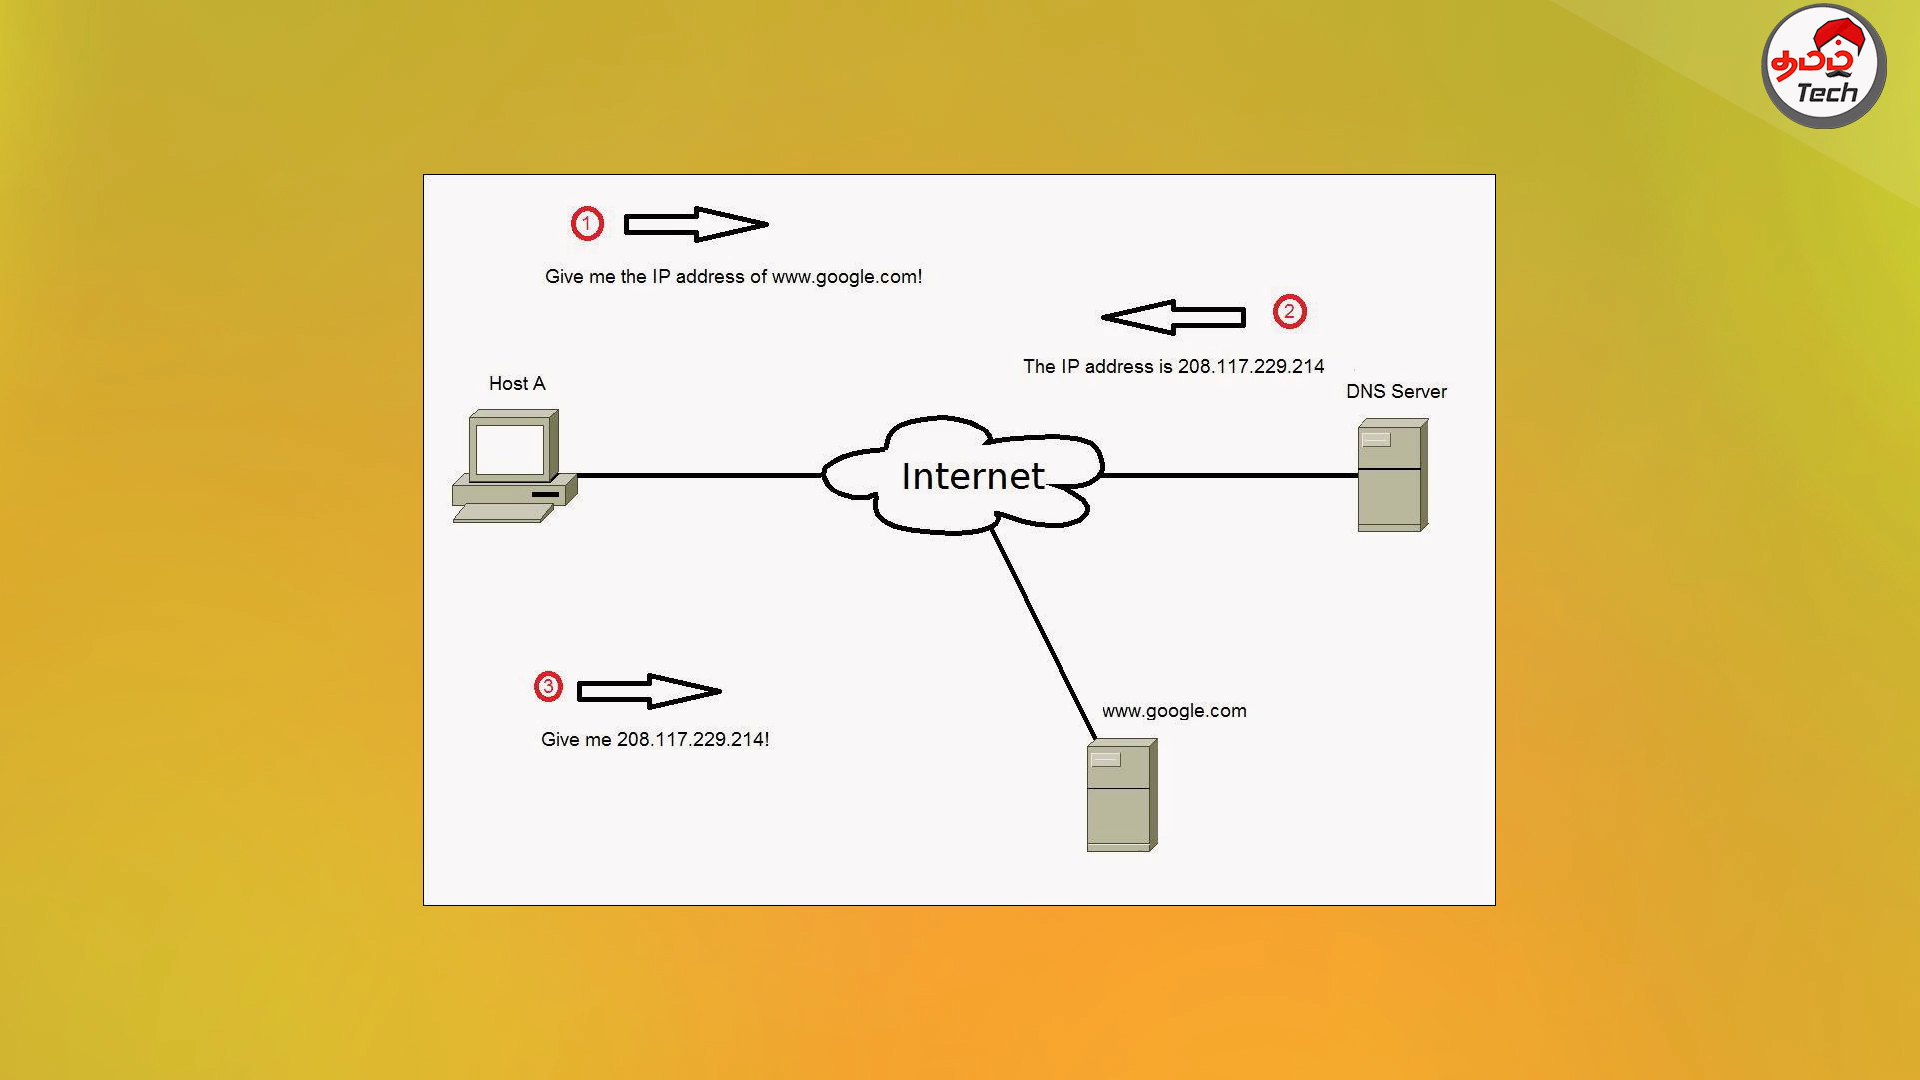 தமிழ்
Tech
1
Give me the IP address of www.google.com!
2
The IP address is 208.117.229.214
Host A
DNS Server
Internet
3
Give me 208.117.229.214!
www.google.com